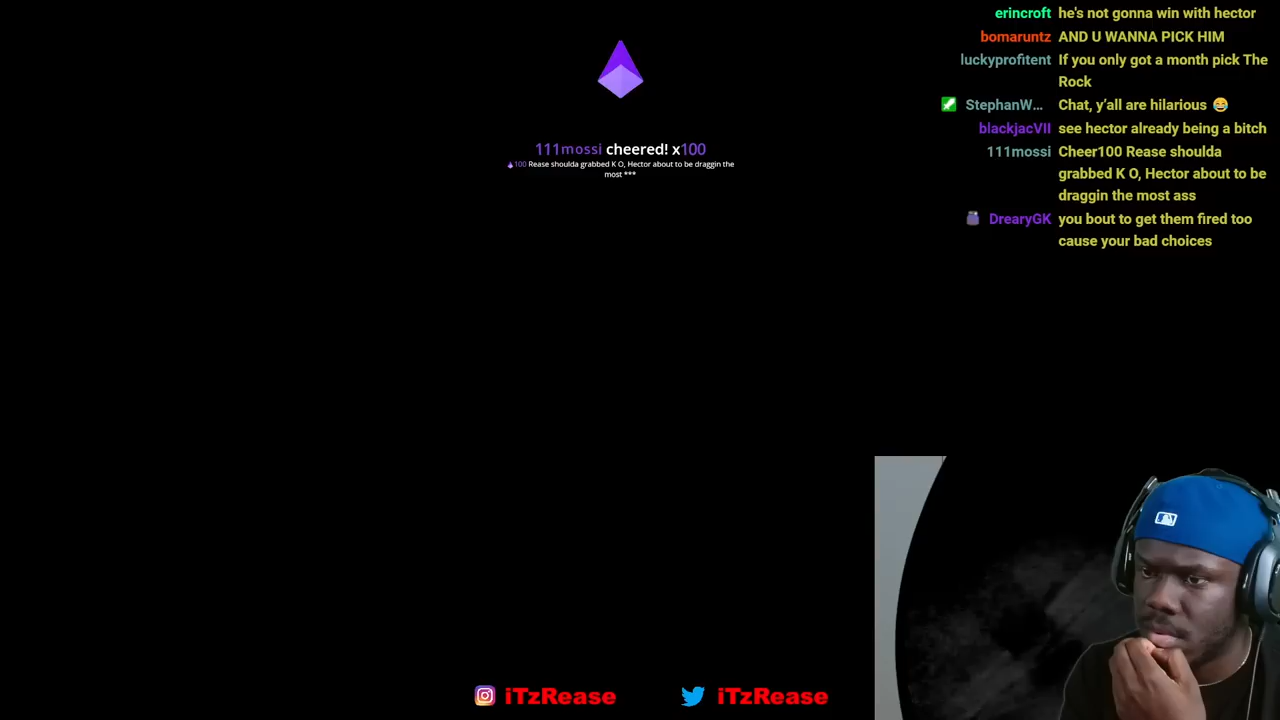 erincroft he's not gonna win with hector
bomaruntz AND U WANNA PICK HIM
luckyprofitent If you only got a month pick The
Rock
StephanW... Chat, y'all are hilarious 😂
blackjacVII see hector already being a bitch
111mossi Cheer100 Rease shoulda
grabbed K O, Hector about to be
draggin the most ass
DrearyGK you bout to get them fired too
cause your bad choices
111mossi cheered! x100
100 Rease shoulda grabbed K O, Hector about to be draggin the
most ***
iTzRease
iTzRease